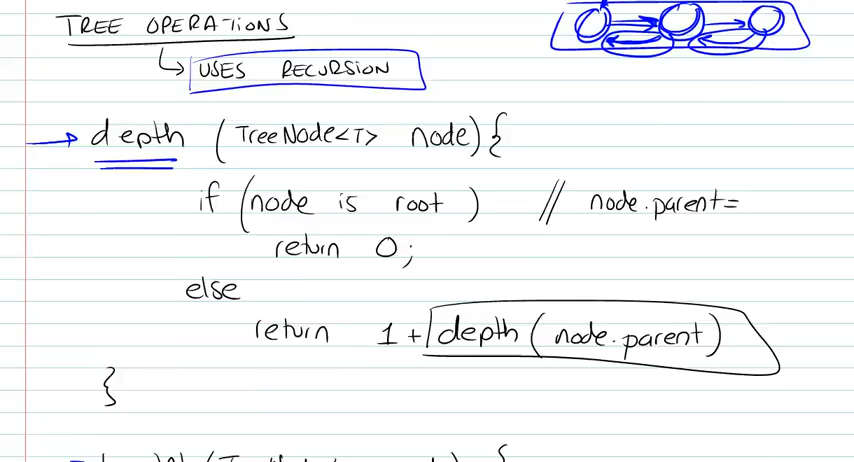 TREE OPERATIONS
USES RECURSION
depth (TreeNode<T> node){
if (node is root ) // node.parent=
return 0;
else
return 1 + depth( node.parent)
}